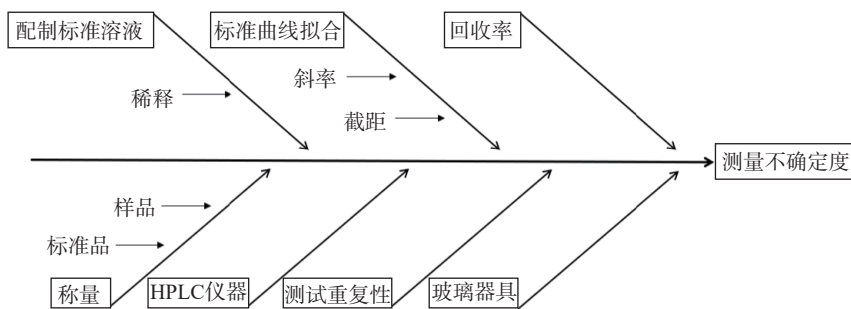 配制标准溶液
标准曲线拟合
回收率
稀释
斜率
截距
测量不确定度
样品
标准品
称量
HPLC仪器
测试重复性
玻璃器具